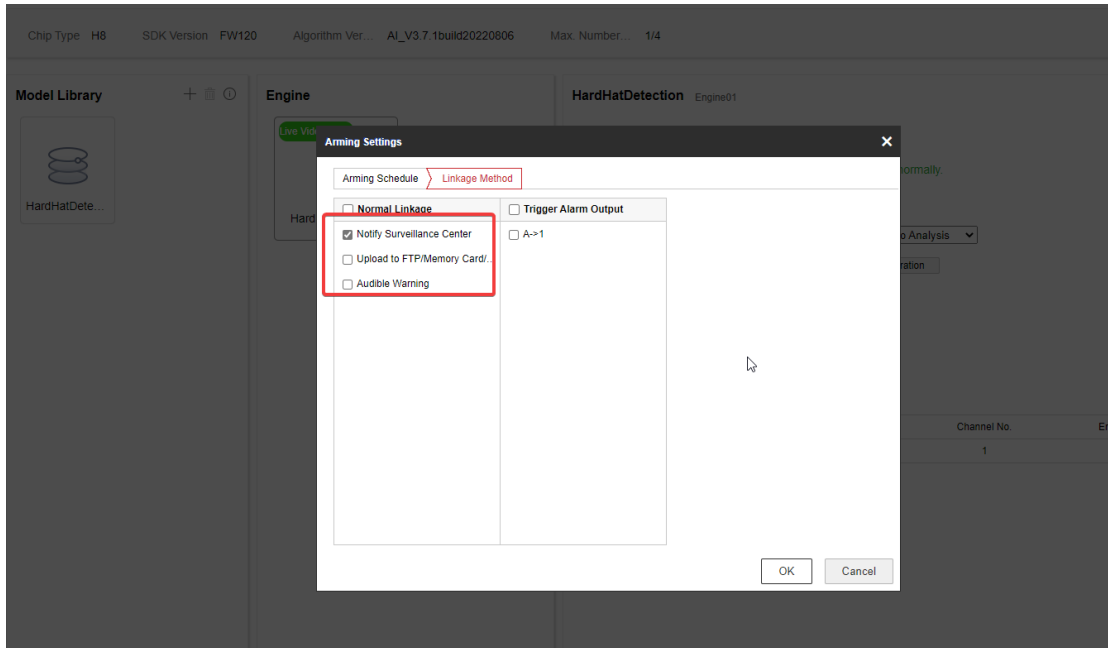 Chip Type H8 SDK Version FW120 Algorithm Ver... AI_V3.7.1build20220806 Max. Number... 1/4
Model Library
Engine
HardHatDetection Engine01
Live Vid
Arming Settings
ormally.
Arming Schedule Linkage Method
HardHatDete...
Hard
Normal Linkage Trigger Alarm Output
Notify Surveillance Center A->1
o Analysis
Upload to FTP/Memory Card/...
ration
Audible Warning
Channel No. Er
1
OK Cancel